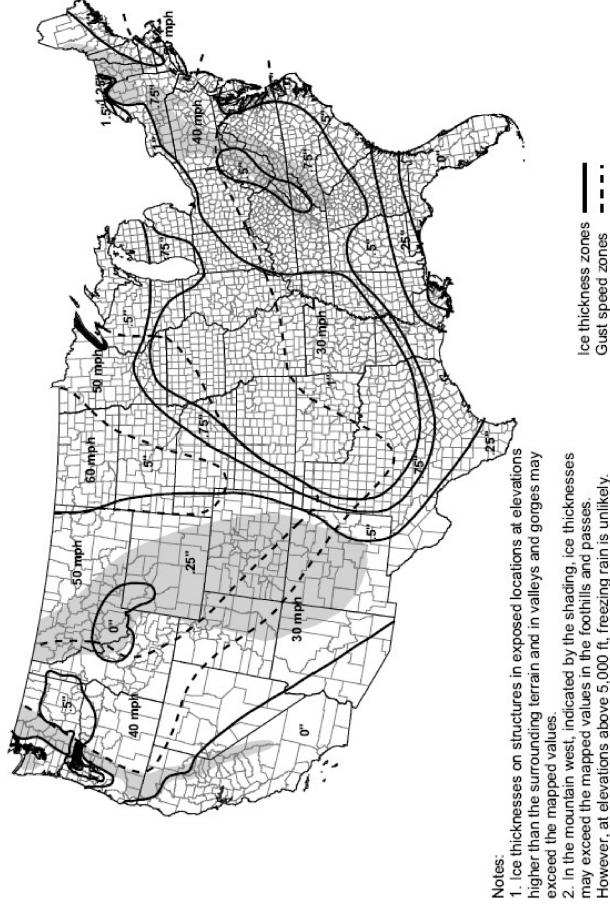 50 mph
60 mph
50 mph
.5"
0"
.5"
1.5"
1.25"
.5"
40 mph
.75"
.75"
mph
.25"
.75"
40 mph
.5"
30 mph
30 mph
1"
0"
.75"
.5"
.5"
.5"
.75"
.25"
0"
.25"
Notes:
1. Ice thicknesses on structures in exposed locations at elevations
higher than the surrounding terrain and in valleys and gorges may
exceed the mapped values.
2. In the mountain west, indicated by the shading, ice thicknesses
may exceed the mapped values in the foothills and passes.
However, at elevations above 5,000 ft, freezing rain is unlikely.
Ice thickness zones
Gust speed zones